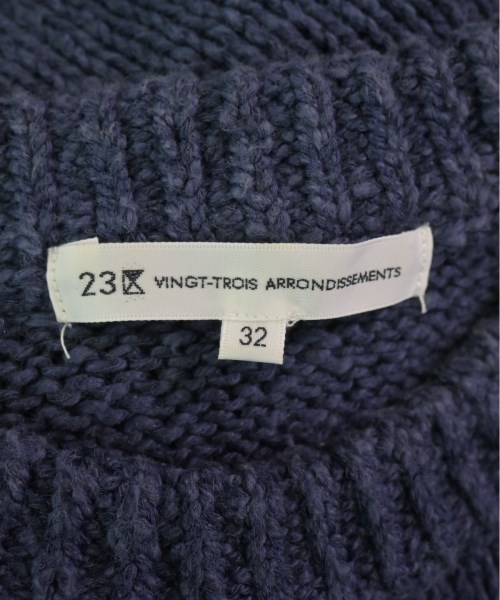 23区 VINGT-TROIS ARRONDISSEMENTS
32